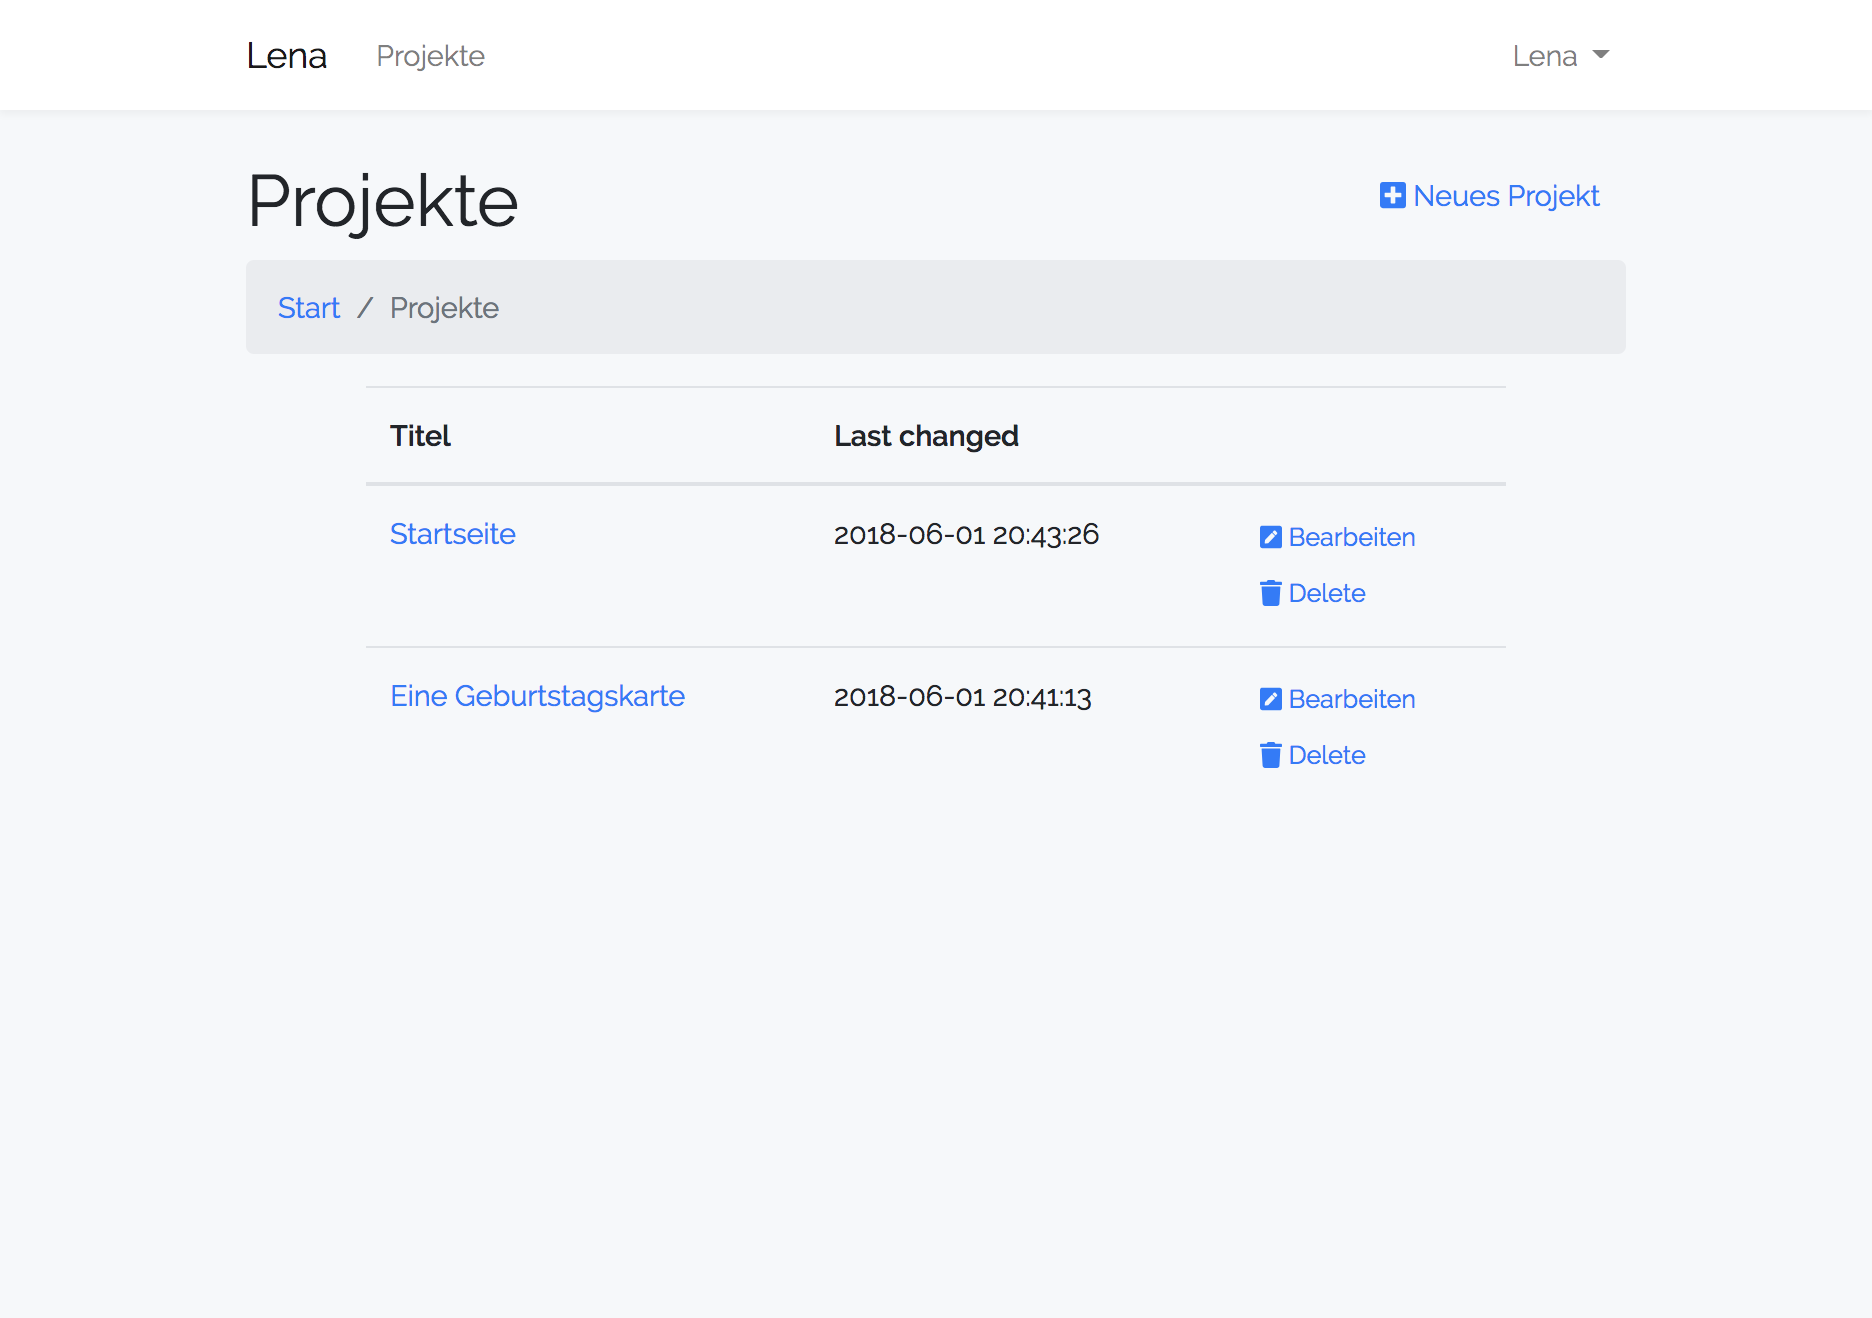 Lena Projekte Lena
Projekte Neues Projekt
Start / Projekte
Titel Last changed
Startseite 2018-06-01 20:43:26 Bearbeiten
Delete
Eine Geburtstagskarte 2018-06-01 20:41:13 Bearbeiten
Delete